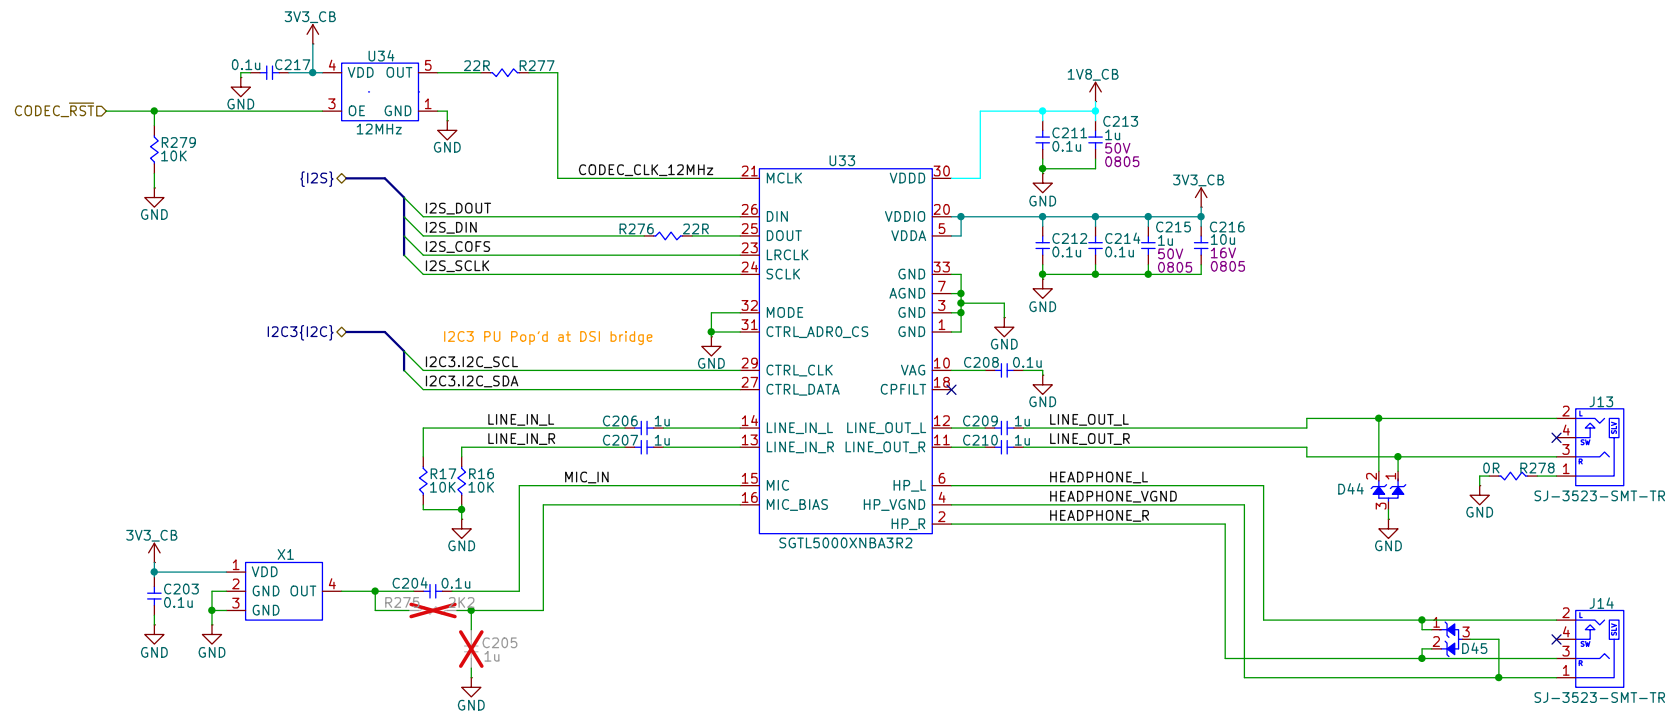 3V3_CB
0.1u C217
GND
U34
4 VDD OUT 5
3 OE GND 1
12MHz
GND
22R R277
CODEC_RST
R279
10K
GND
{I2S}
I2S_DOUT
I2S_DIN
I2S_COFS
I2S_SCLK
R276 22R
CODEC_CLK_12MHz
I2C3{I2C}
I2C3 PU Pop'd at DSI bridge
I2C3.I2C_SCL
I2C3.I2C_SDA
GND
LINE_IN_L
LINE_IN_R
C206 1u
C207 1u
R17
10K
R16
10K
GND
MIC_IN
3V3_CB
C203
0.1u
GND
X1
1 VDD
2 GND OUT 4
3 GND
GND
C204 0.1u
R275 2K2
C205
1u
GND
U33
21 MCLK VDDD 30
26 DIN VDDIO 20
25 DOUT VDDA 5
23 LRCLK
24 SCLK GND 33
AGND 7
32 MODE GND 3
31 CTRL_ADR0_CS GND 1
29 CTRL_CLK VAG 10
27 CTRL_DATA CPFILT 18
14 LINE_IN_L LINE_OUT_L 12
13 LINE_IN_R LINE_OUT_R 11
15 MIC HP_L 6
16 MIC_BIAS HP_VGND 4
HP_R 2
SGTL5000XNBA3R2
1V8_CB
C211
0.1u
C213
1u
50V
0805
GND
3V3_CB
C212
0.1u
C214
0.1u
C215
1u
50V
0805
C216
10u
16V
0805
GND
GND
C208 0.1u
GND
C209 1u
C210 1u
LINE_OUT_L
LINE_OUT_R
HEADPHONE_L
HEADPHONE_VGND
HEADPHONE_R
D44
2
1
3
GND
0R R278
GND
J13
2 L
4 SW
3 R
1
SLV
SJ-3523-SMT-TR
1
2
3
D45
J14
2 L
4 SW
3 R
1
SLV
SJ-3523-SMT-TR